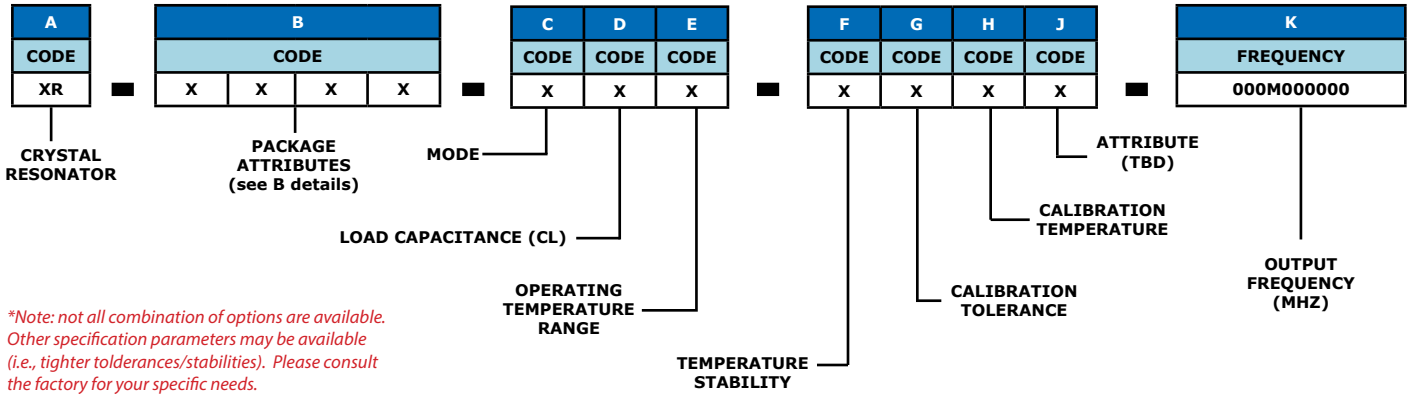 A B C D E F G H J K
CODE CODE CODE CODE CODE CODE CODE CODE CODE FREQUENCY
XR X X X X X X X X X X X 000M000000
CRYSTAL
RESONATOR
PACKAGE
ATTRIBUTES
(see B details)
MODE
ATTRIBUTE
(TBD)
LOAD CAPACITANCE (CL)
CALIBRATION
TEMPERATURE
OPERATING
TEMPERATURE
RANGE
CALIBRATION
TOLERANCE
OUTPUT
FREQUENCY
(MHZ)
TEMPERATURE
STABILITY
*Note: not all combination of options are available.
Other specification parameters may be available
(i.e., tighter tolderances/stabilities). Please consult
the factory for your specific needs.